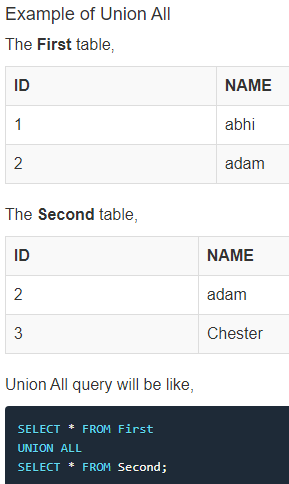 Example of Union All
The First table,
ID NAME
1 abhi
2 adam
The Second table,
ID NAME
2 adam
3 Chester
Union All query will be like,
SELECT * FROM First
UNION ALL
SELECT * FROM Second;